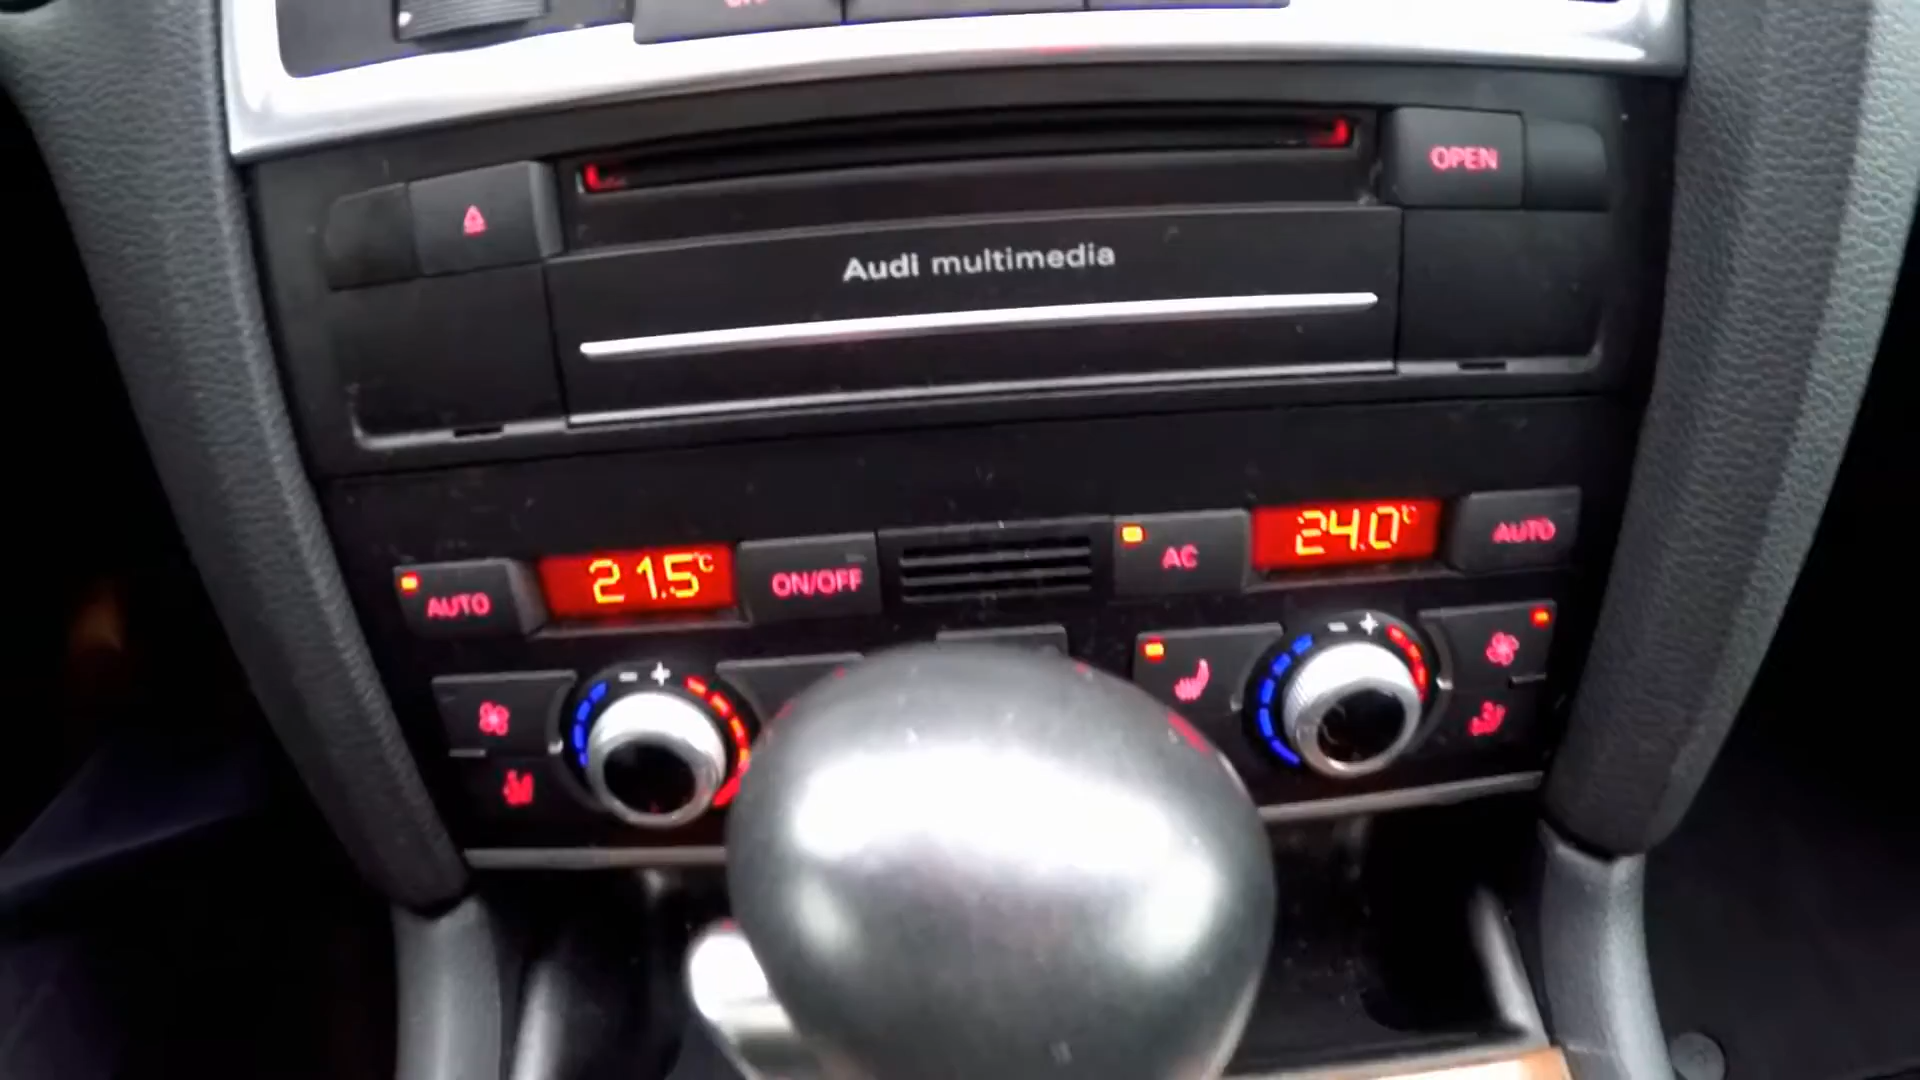 OPEN
Audi multimedia
AUTO
21.5°C
ON/OFF
AC
24.0°C
AUTO
- +
- +